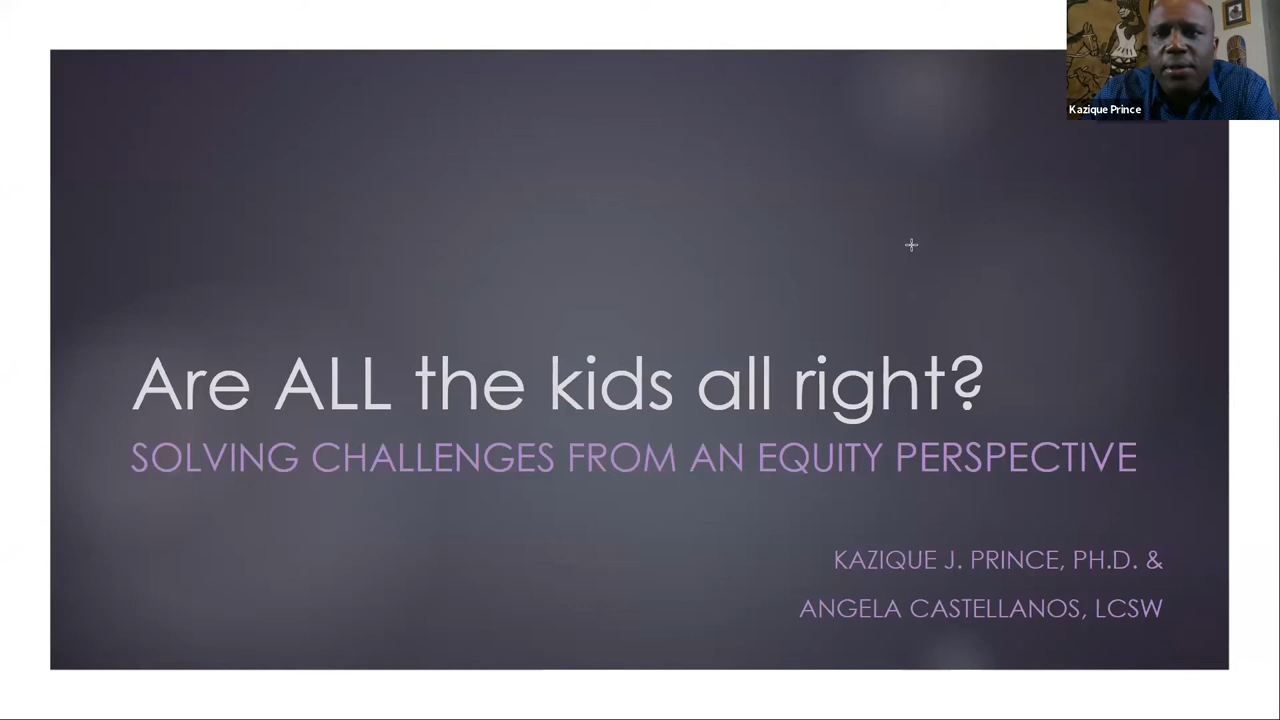 Kazique Prince
Are ALL the kids all right?
SOLVING CHALLENGES FROM AN EQUITY PERSPECTIVE
KAZIQUE J. PRINCE, PH.D. &
ANGELA CASTELLANOS, LCSW